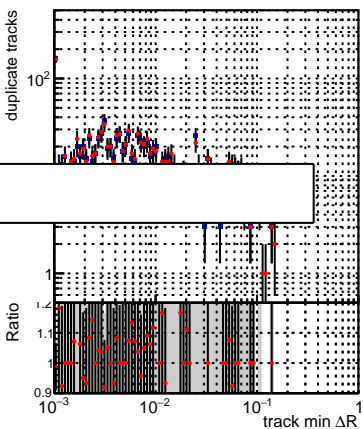 duplicate tracks
10²
1
Ratio
1.2
1.1
1
0.9
10⁻³ 10⁻² 10⁻¹ 1
track min ΔR